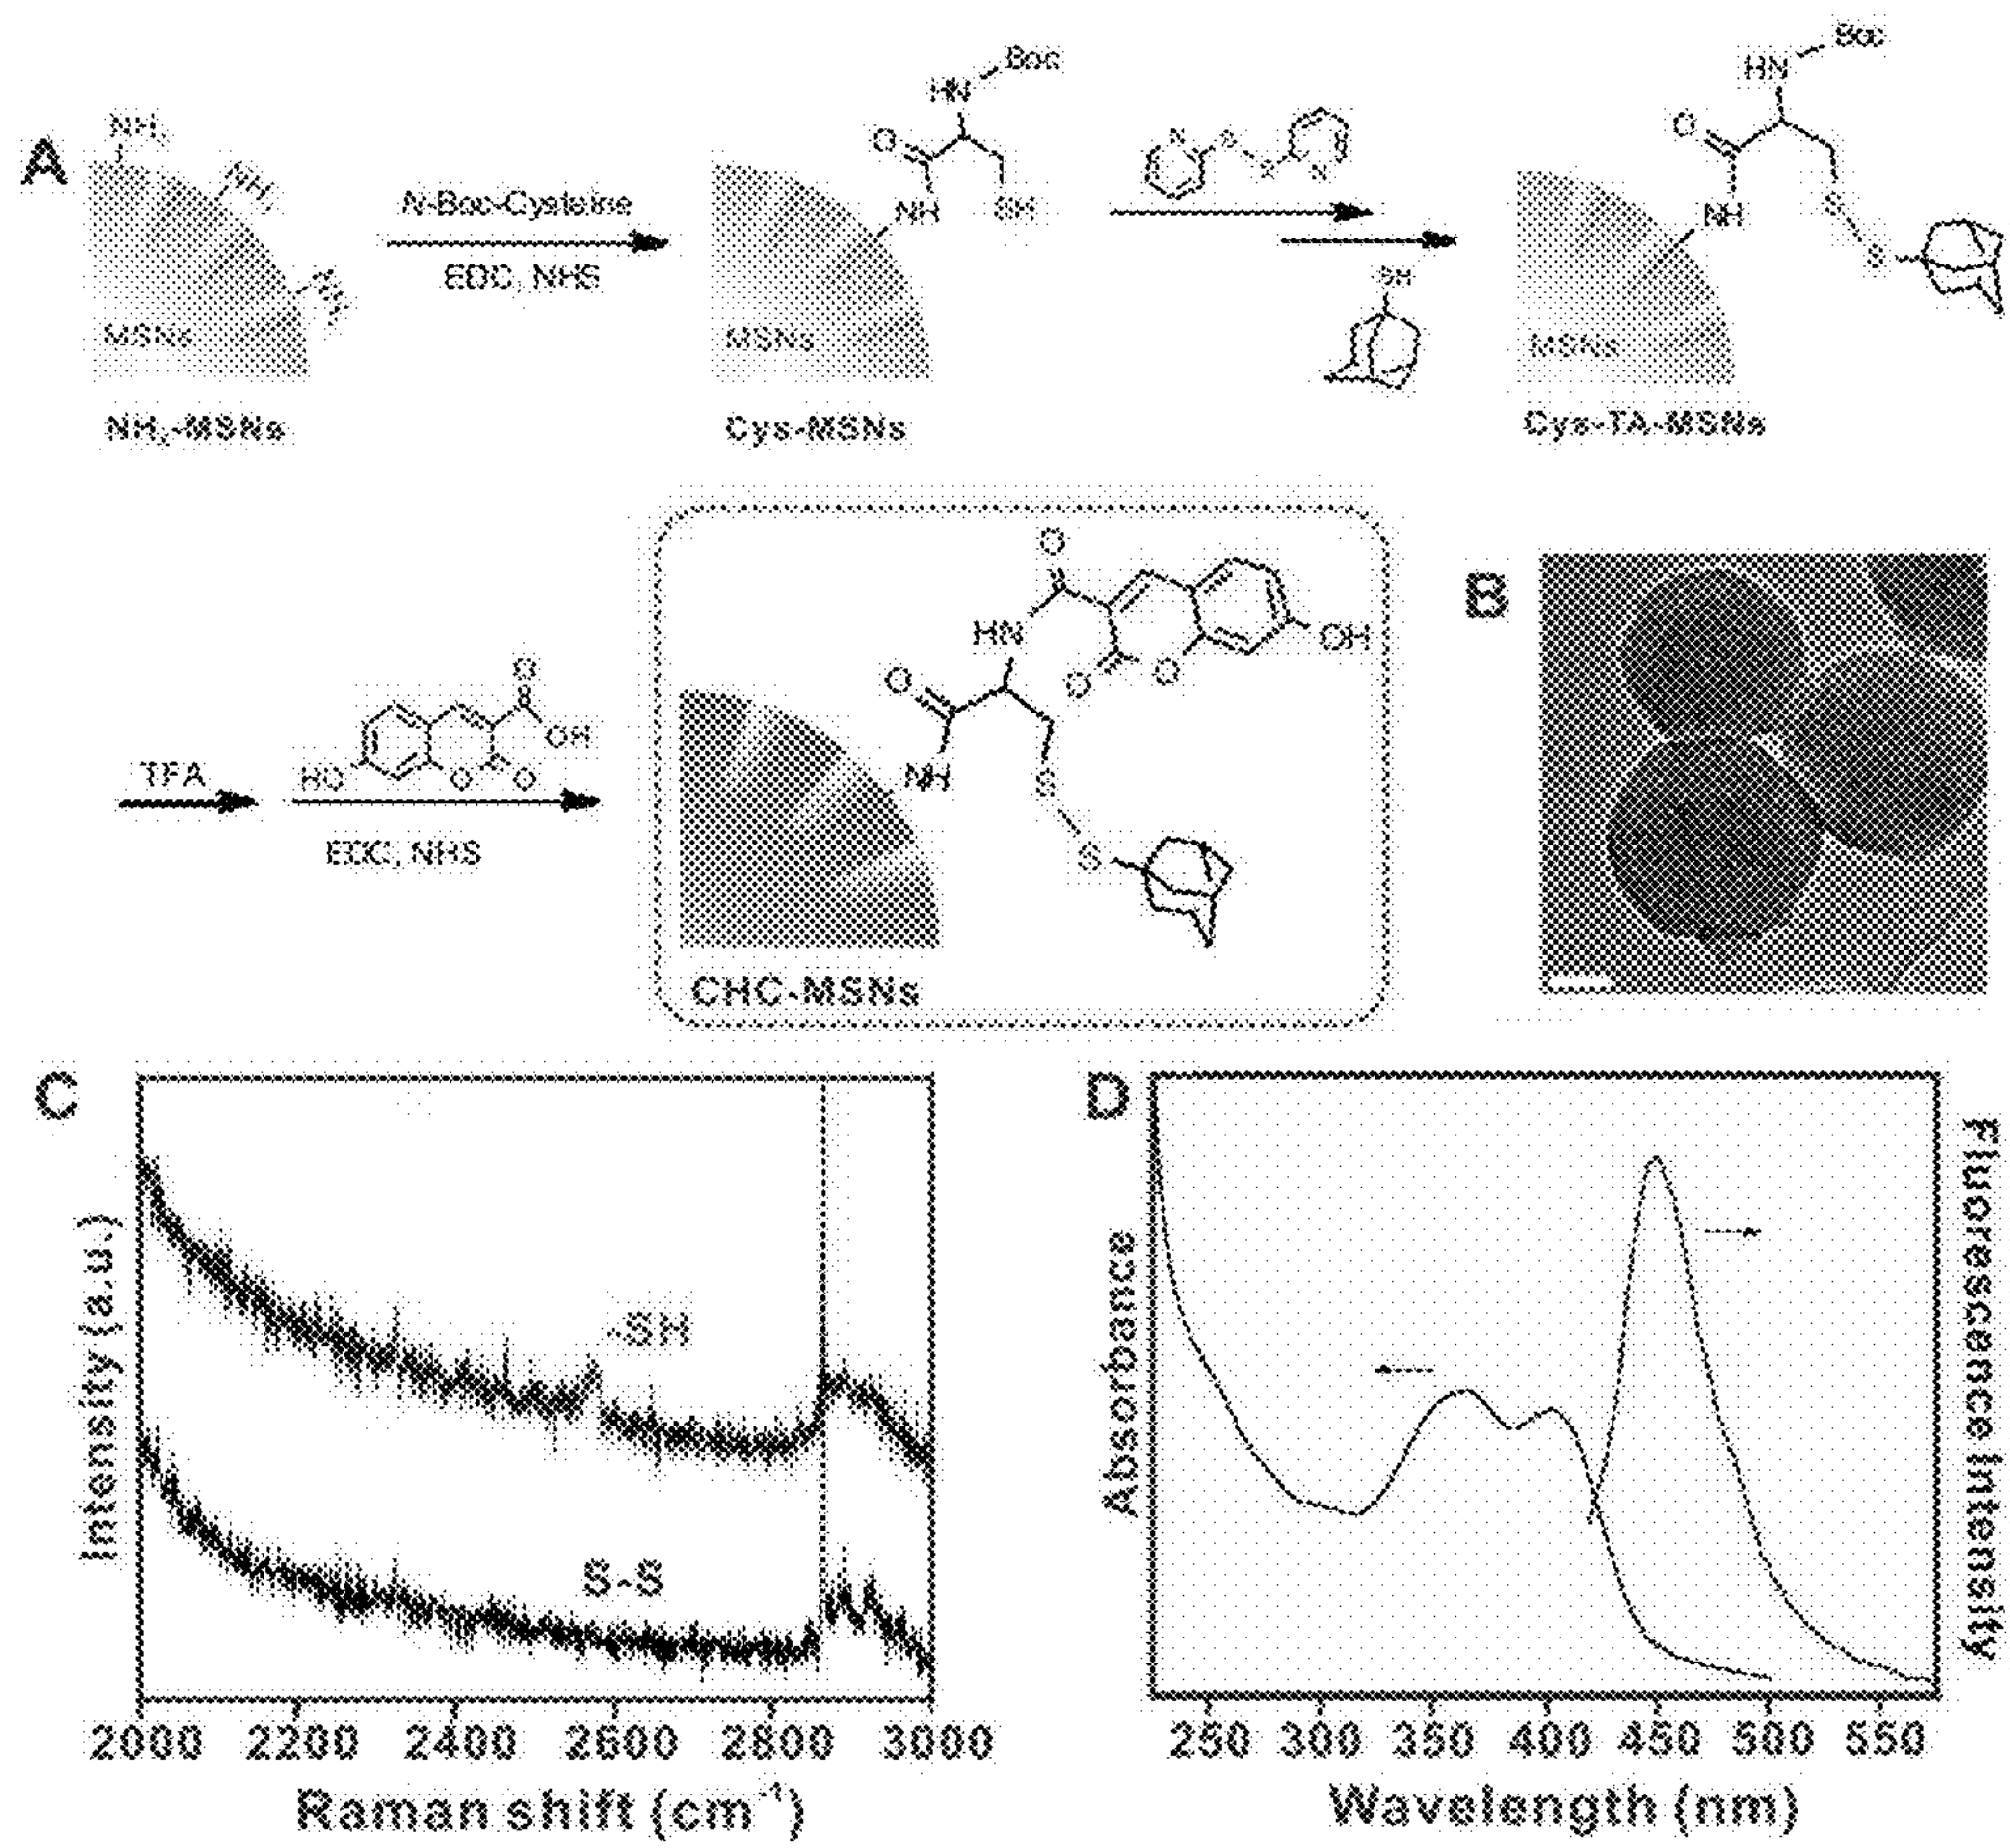 A
NH2
NH2
NH2
MSNs
NH2-MSNs
N-Boc-Cysteine
EDC, NHS
HN
Boc
O
NH
SH
MSNs
Cys-MSNs
N
S
S
N
SH
HN
Boc
O
NH
S
S
MSNs
Cys-TA-MSNs
TFA
O
OH
HO
O
O
EDC, NHS
O
HN
OH
O
O
O
NH
S
S
CHC-MSNs
B
C
Intensity (a.u.)
-SH
S-S
2000 2200 2400 2600 2800 3000
Raman shift (cm-1)
D
Absorbance
Fluorescence Intensity
250 300 350 400 450 500 550
Wavelength (nm)